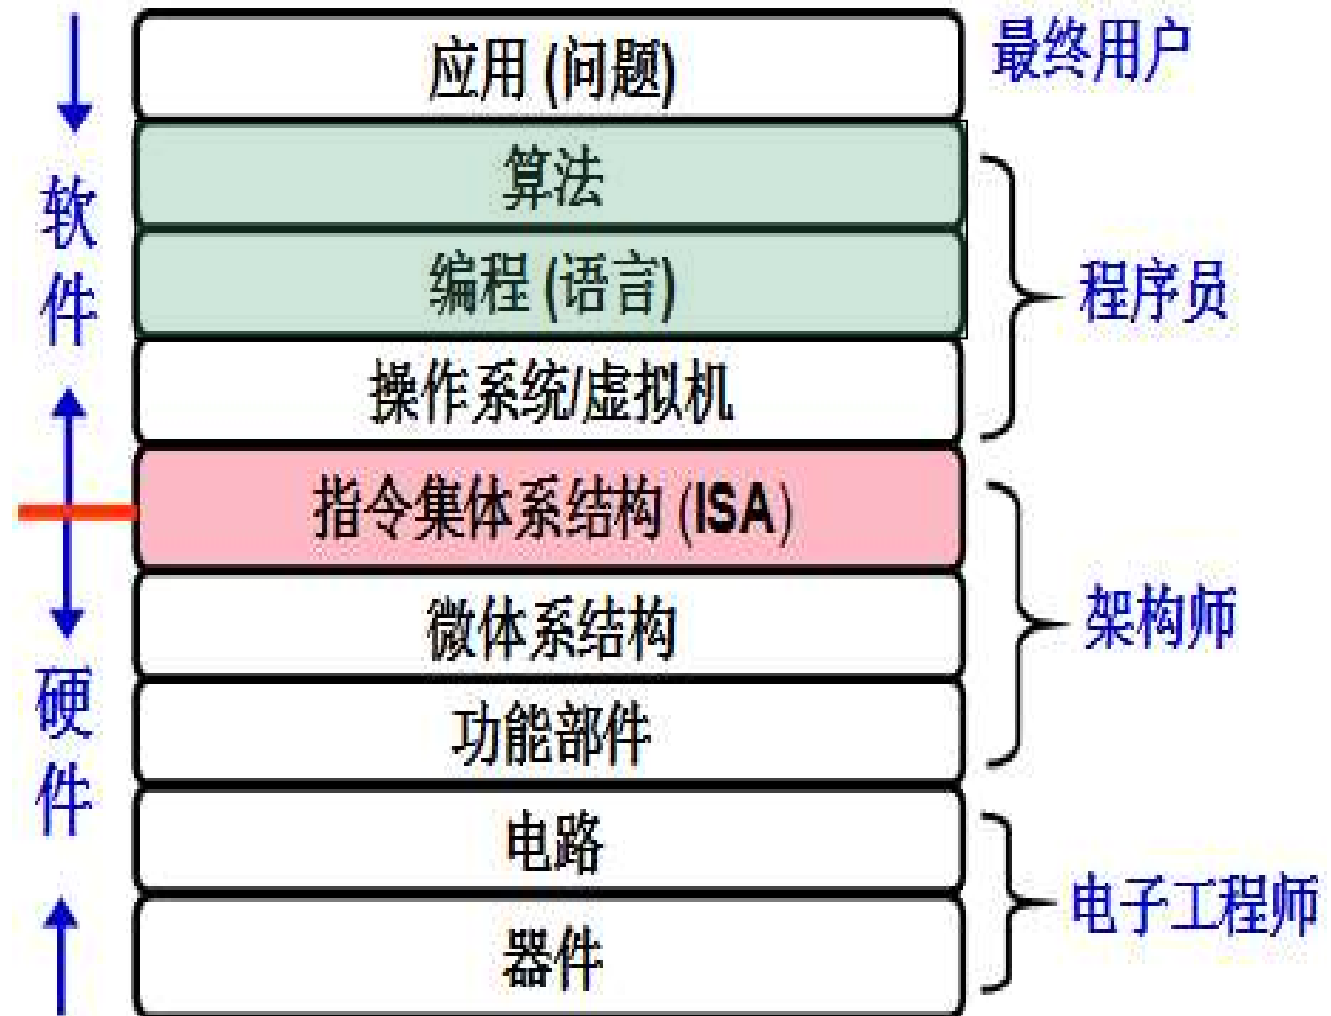 应用 (问题)
最终用户
算法
编程 (语言)
操作系统/虚拟机
程序员
软件
指令集体系结构 (ISA)
微体系结构
功能部件
架构师
硬件
电路
器件
电子工程师